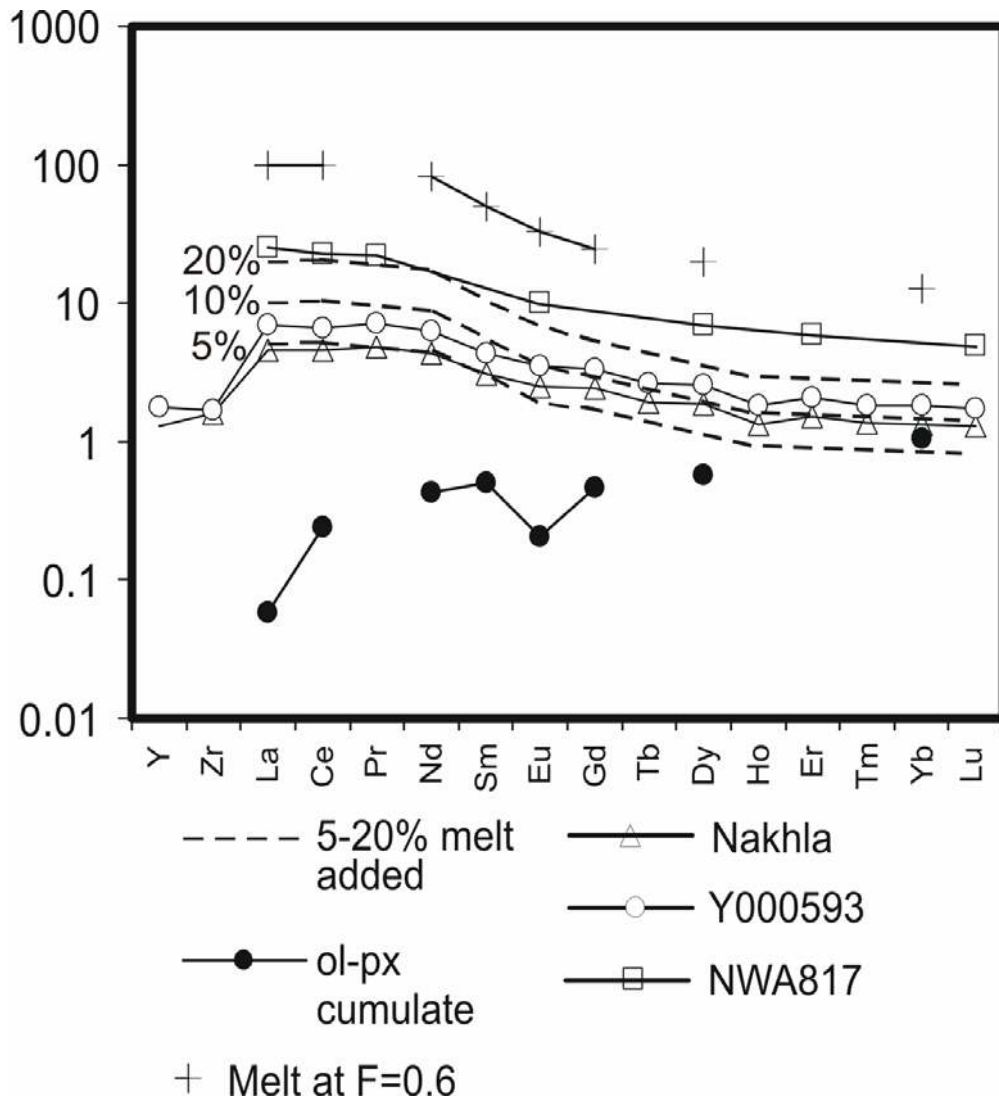 1000
100
20%
10
10%
5%
1
0.1
0.01
Y Zr La Ce Pr Nd Sm Eu Gd Tb Dy Ho Er Tm Yb Lu
5-20% melt
added
ol-px
cumulate
Melt at F=0.6
Nakhla
Y000593
NWA817